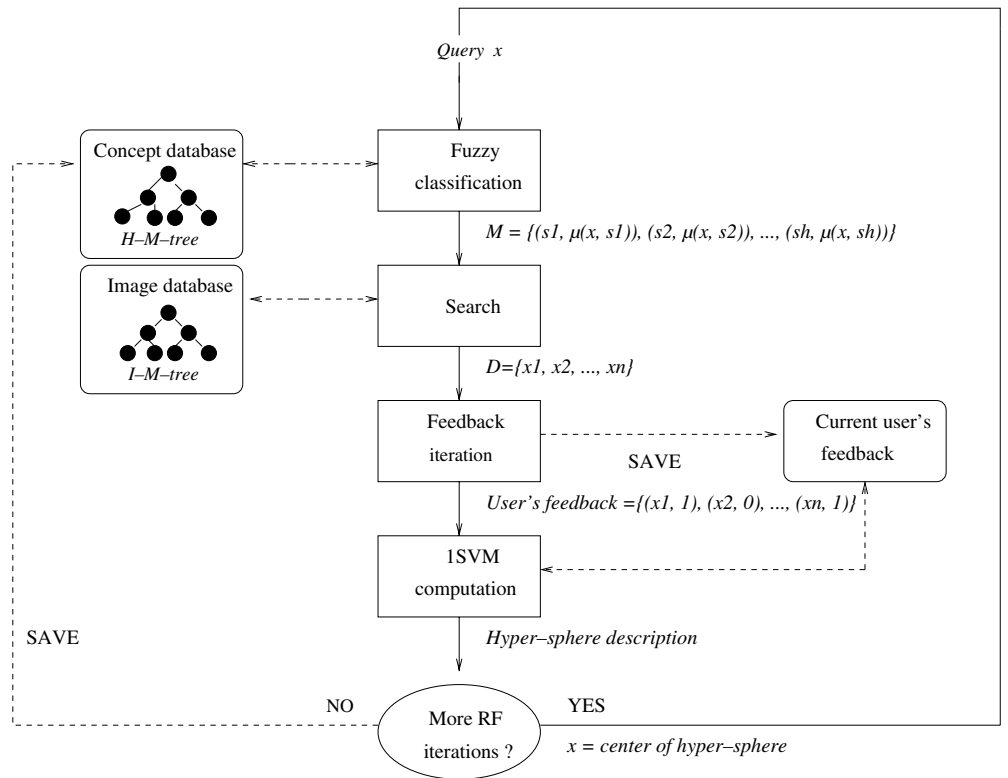 Query x
Concept database
H–M–tree
Fuzzy
classification
M = {(s1, μ(x, s1)), (s2, μ(x, s2)), ..., (sh, μ(x, sh))}
Image database
I–M–tree
Search
D={x1, x2, ..., xn}
Feedback
iteration
SAVE
Current user's
feedback
User's feedback ={(x1, 1), (x2, 0), ..., (xn, 1)}
1SVM
computation
SAVE
Hyper–sphere description
NO
More RF
iterations ?
YES
x = center of hyper–sphere